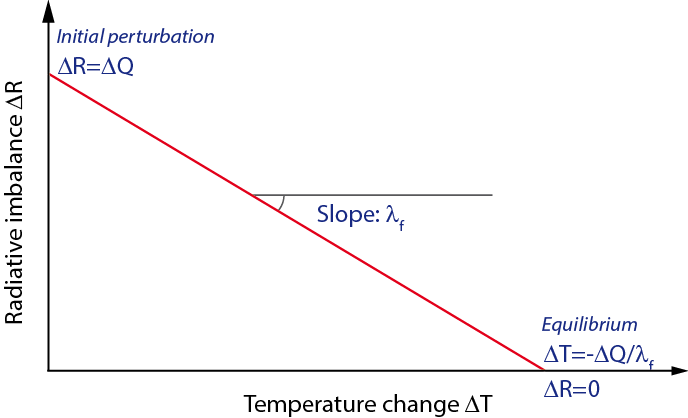 Initial perturbation
ΔR=ΔQ
Radiative imbalance ΔR
Slope: λf
Equilibrium
ΔT=-ΔQ/λf
ΔR=0
Temperature change ΔT